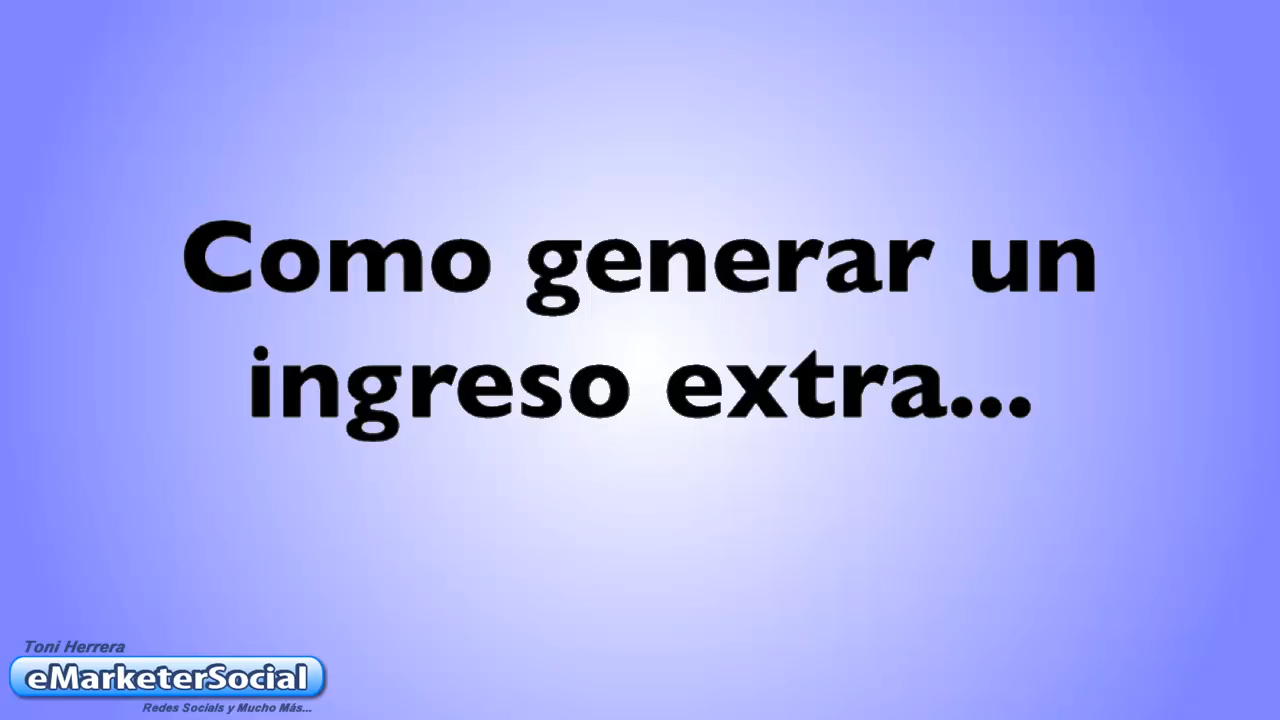 Como generar un
ingreso extra...
Toni Herrera
eMarketerSocial
Redes Socials y Mucho Más...